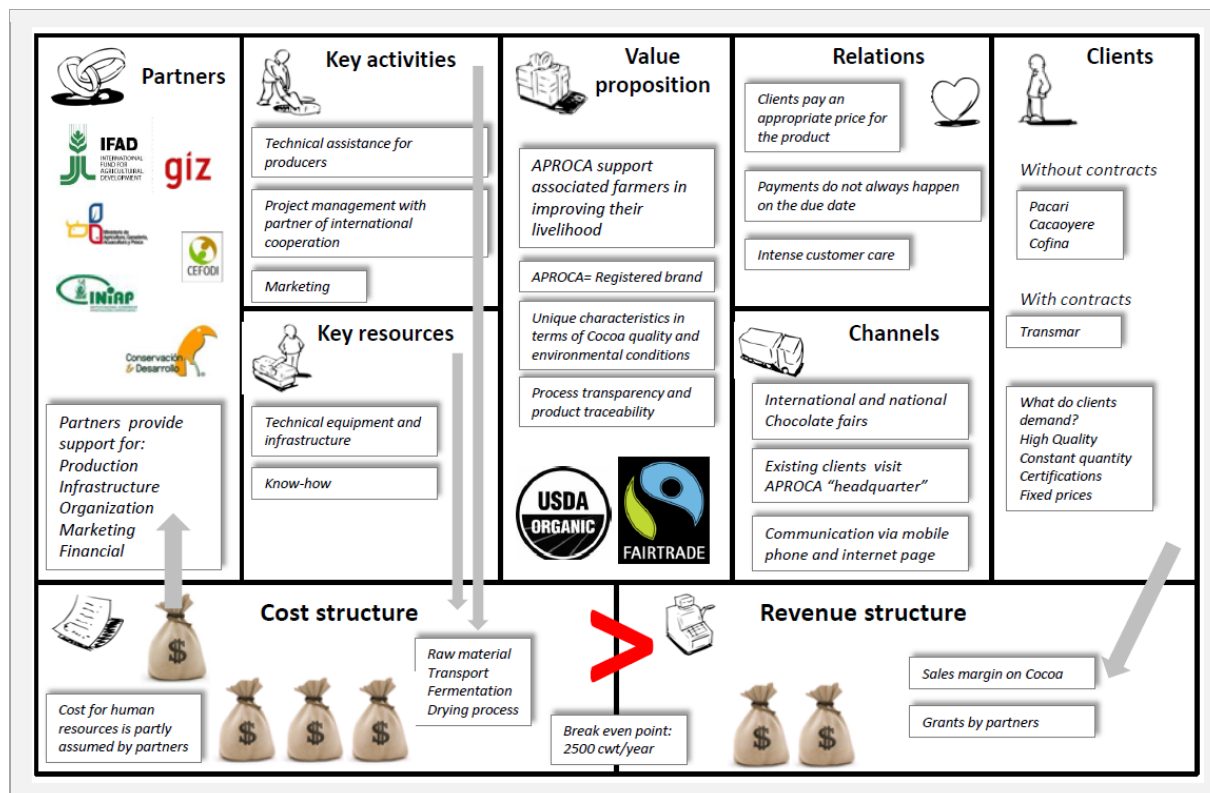 Partners
IFAD
INTERNATIONAL
FUND FOR
AGRICULTURAL
DEVELOPMENT
giz
Ministerio de
Agricultura, Ganadería,
Acuacultura y Pesca
CEFODI
INIAP
Conservación
& Desarrollo
Partners provide
support for:
Production
Infrastructure
Organization
Marketing
Financial
Key activities
Technical assistance for
producers
Project management with
partner of international
cooperation
Marketing
Key resources
Technical equipment and
infrastructure
Know-how
Value
proposition
APROCA support
associated farmers in
improving their
livelihood
APROCA= Registered brand
Unique characteristics in
terms of Cocoa quality and
environmental conditions
Process transparency and
product traceability
USDA
ORGANIC
FAIRTRADE
Relations
Clients pay an
appropriate price for
the product
Payments do not always happen
on the due date
Intense customer care
Channels
International and national
Chocolate fairs
Existing clients visit
APROCA “headquarter”
Communication via mobile
phone and internet page
Clients
Without contracts
Pacari
Cacaoyere
Cofina
With contracts
Transmar
What do clients
demand?
High Quality
Constant quantity
Certifications
Fixed prices
Cost structure
$
$ $ $
Cost for human
resources is partly
assumed by partners
Raw material
Transport
Fermentation
Drying process
>
Break even point:
2500 cwt/year
Revenue structure
$ $
Sales margin on Cocoa
Grants by partners